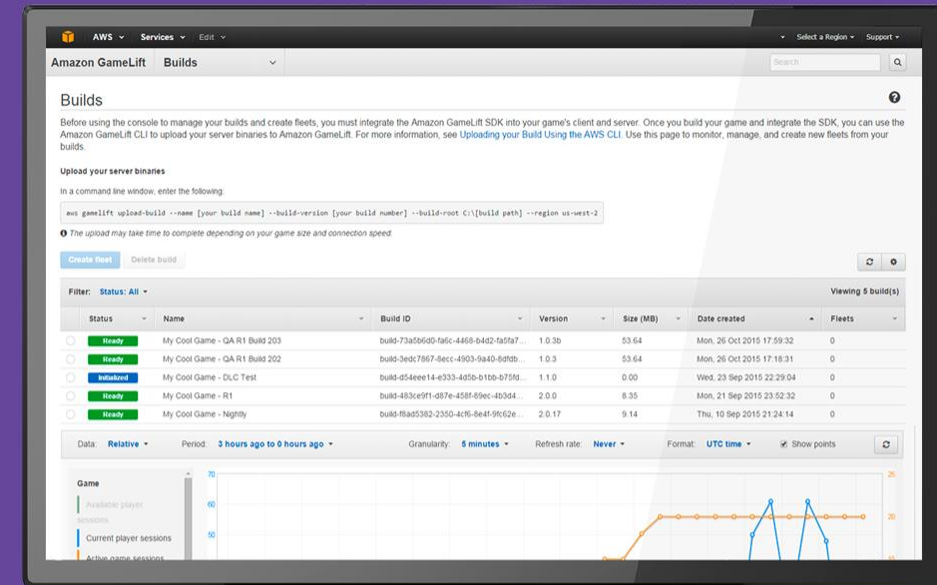 AWS Services Edit Select a Region Support
Amazon GameLift Builds Search
Builds
Before using the console to manage your builds and create fleets, you must integrate the Amazon GameLift SDK into your game's client and server. Once you build your game and integrate the SDK, you can use the
Amazon GameLift CLI to upload your server binaries to Amazon GameLift. For more information, see Uploading your Build Using the AWS CLI. Use this page to monitor, manage, and create new fleets from your
builds.
Upload your server binaries
In a command line window, enter the following:
aws gamelift upload-build --name [your build name] --build-version [your build number] --build-root C:\[build path] --region us-west-2
The upload may take time to complete depending on your game size and connection speed.
Create fleet Delete build
Filter: Status: All Viewing 5 build(s)
Status Name Build ID Version Size (MB) Date created Fleets
Ready My Cool Game - QA R1 Build 203 1.0.3b 53.64 Mon, 26 Oct 2015 17:59:32 0
Ready My Cool Game - QA R1 Build 202 1.0.3 53.64 Mon, 26 Oct 2015 17:18:31 0
Initialized My Cool Game - DLC Test 1.1.0 0.00 Wed, 23 Sep 2015 22:29:04 0
Ready My Cool Game - R1 2.0.0 8.35 Mon, 21 Sep 2015 23:52:32 0
Ready My Cool Game - Nightly 2.0.17 9.14 Thu, 10 Sep 2015 21:24:14 0
Data: Relative Period: 3 hours ago to 0 hours ago Granularity: 5 minutes Refresh rate: Never Format: UTC time Show points
Game
Available player
sessions
Current player sessions
Active game sessions
70
60
50
25
20